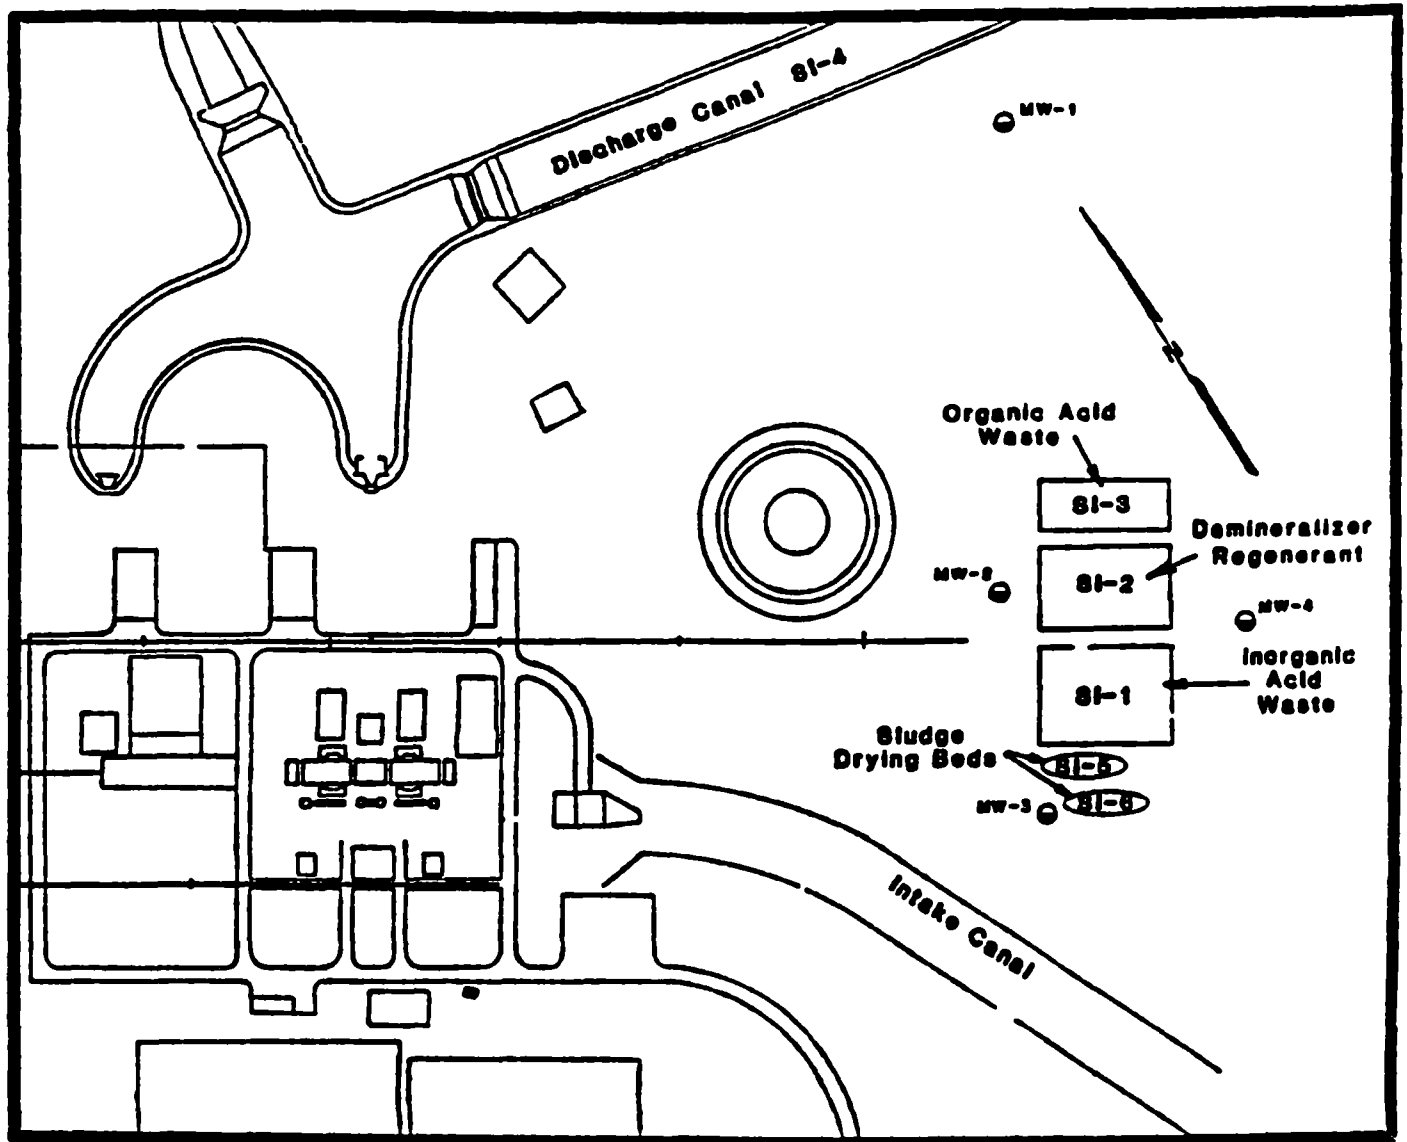 Discharge Canal SI-4
MW-1
N
Organic Acid
Waste
SI-3
Demineralizer
Regenerant
MW-2
SI-2
MW-4
Inorganic
Acid
Waste
SI-1
Sludge
Drying Beds
SI-5
SI-6
MW-3
Intake Canal